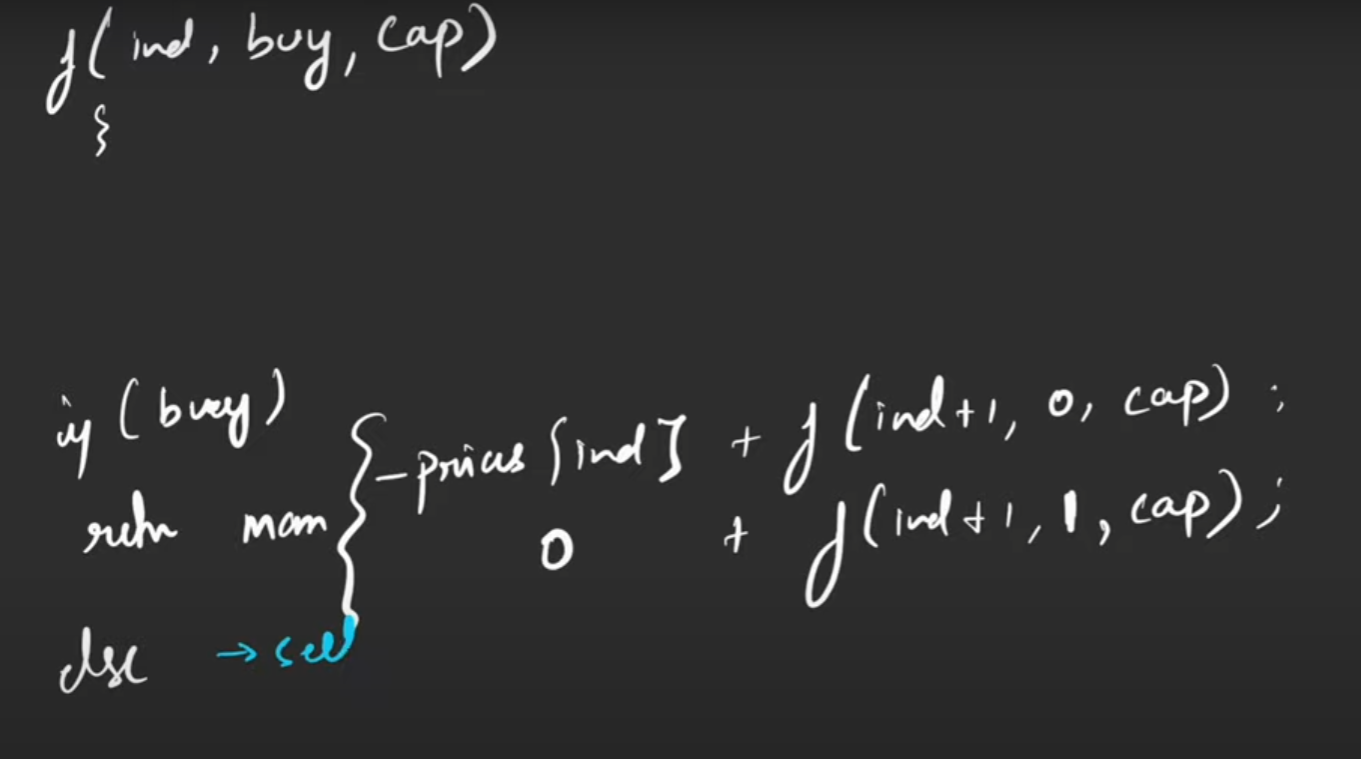 f(ind, buy, cap)
{
if (buy)
-prices[ind] + f(ind+1, 0, cap);
return max
0 + f(ind+1, 1, cap);
else → sell